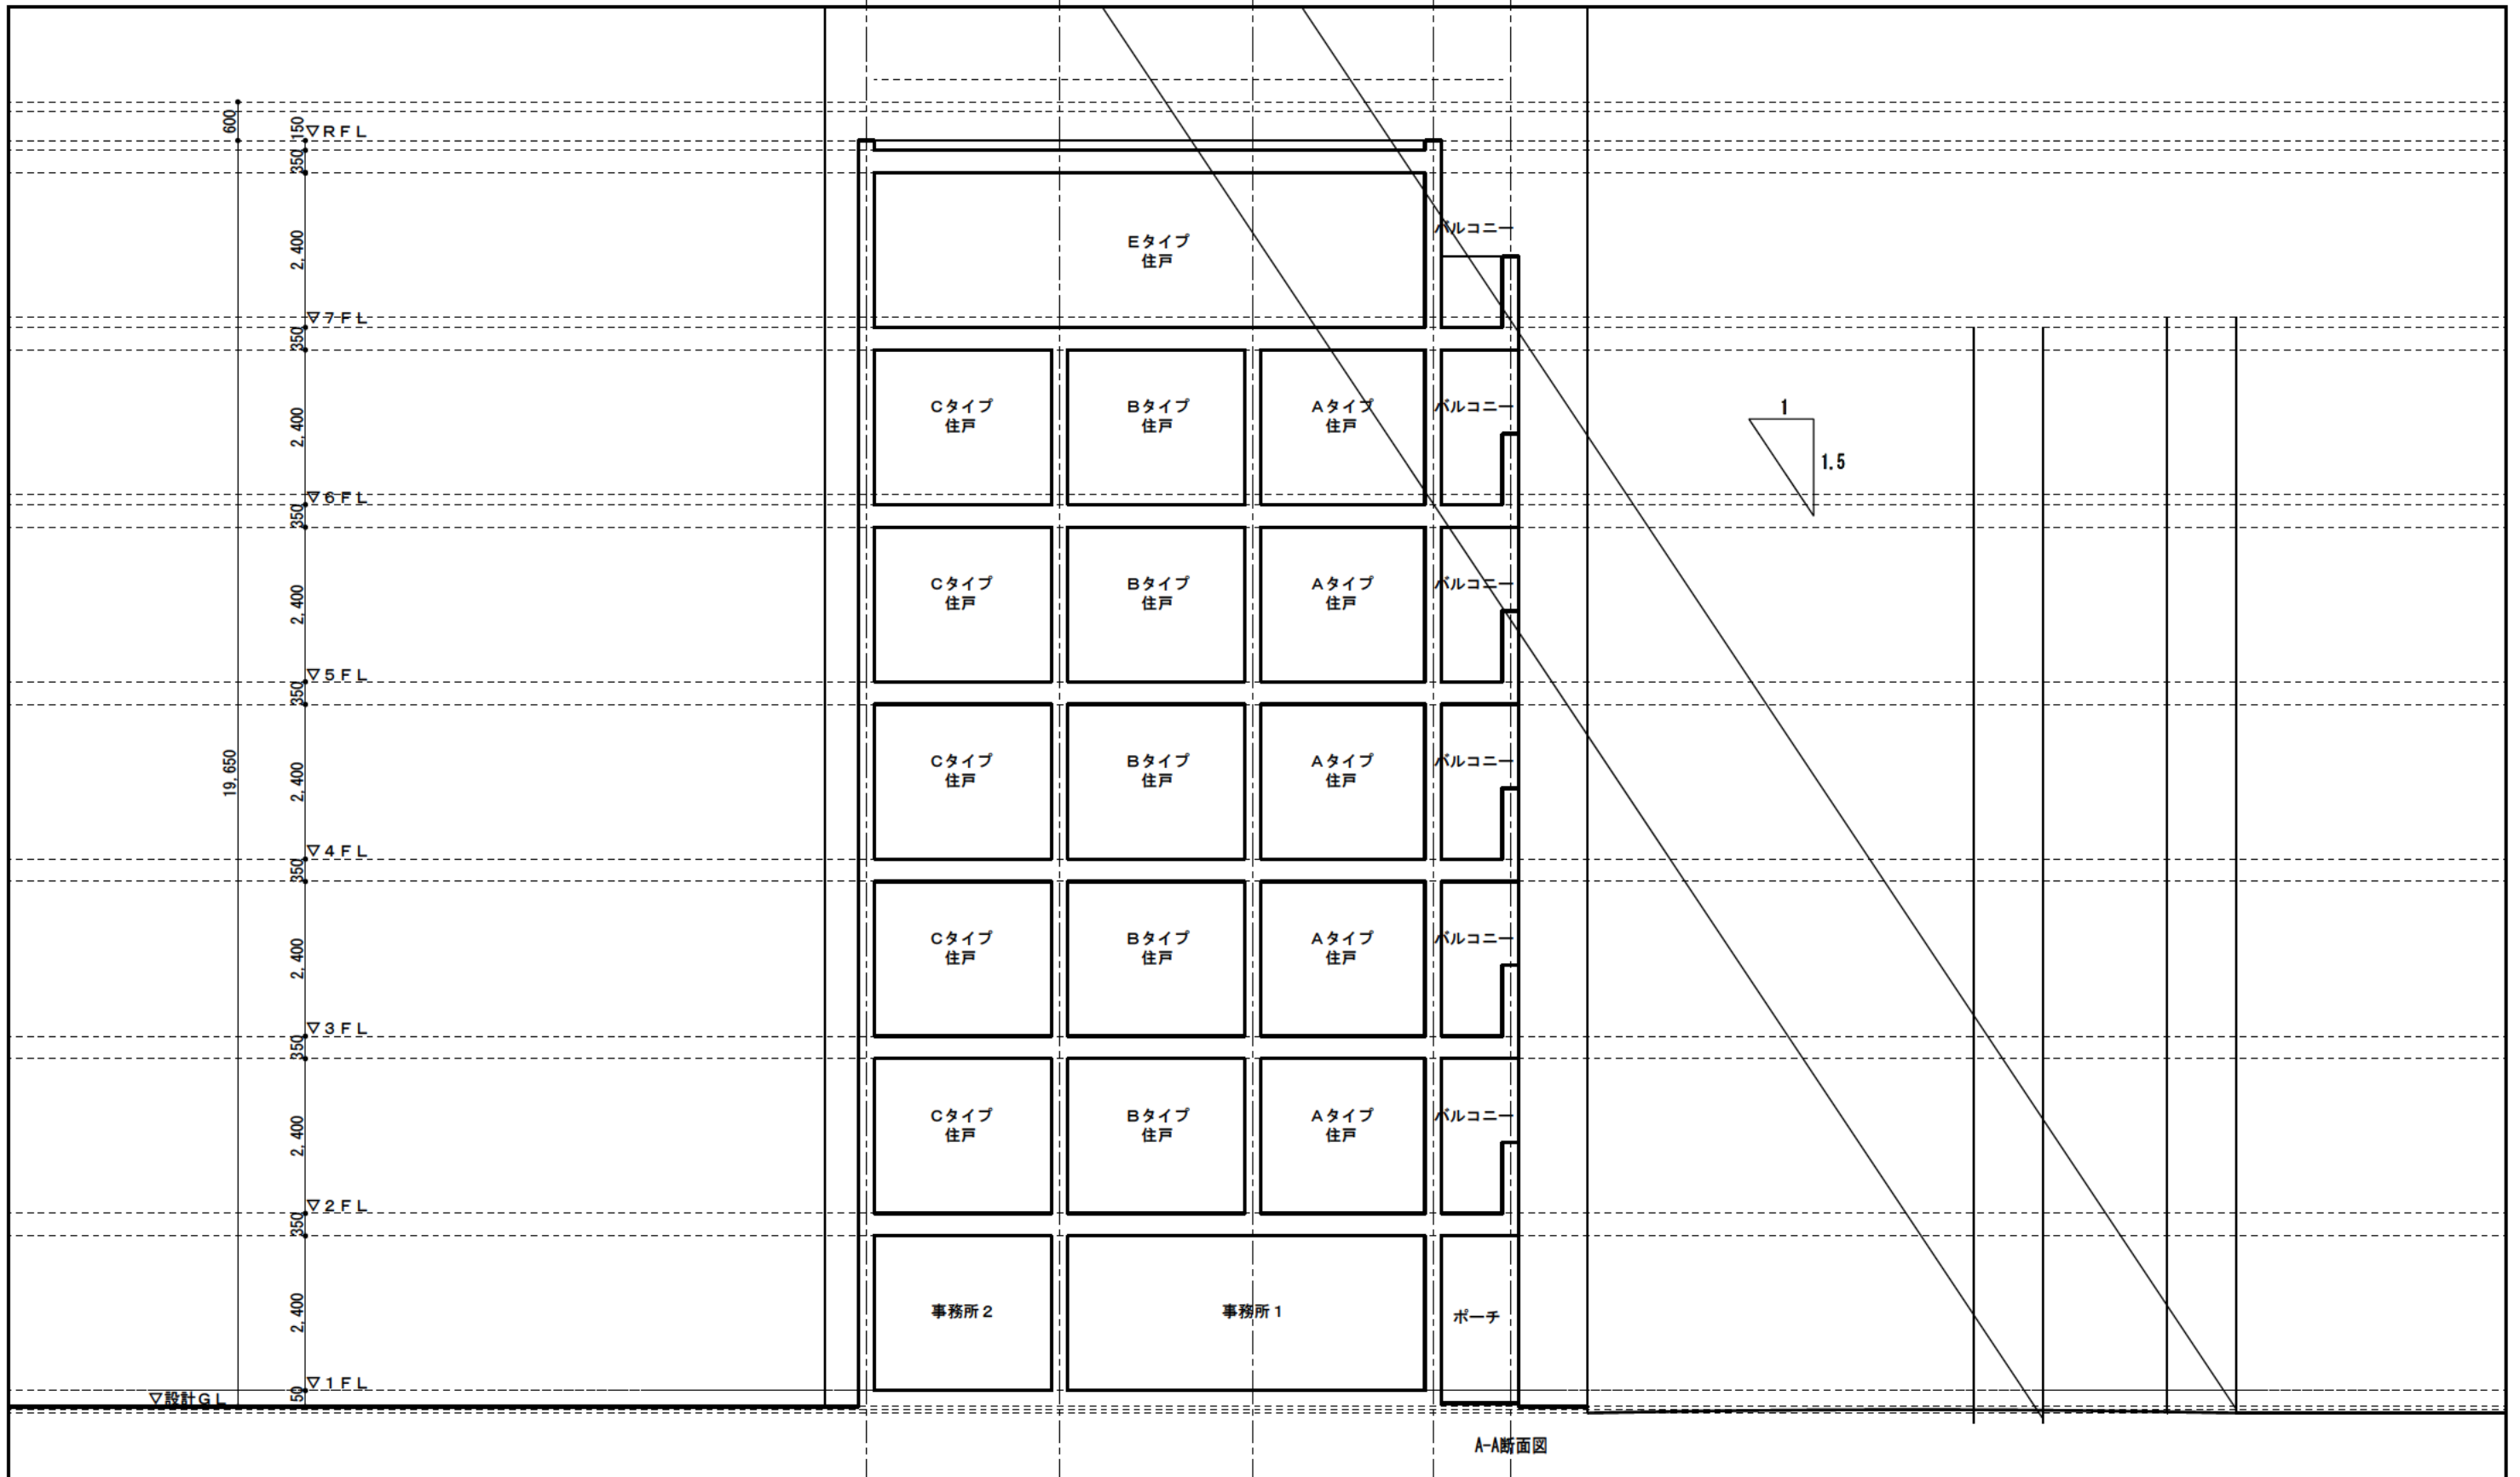 600
150
▽RFL
350
2,400
Eタイプ
住戸
バルコニー
▽7FL
350
2,400
Cタイプ
住戸
Bタイプ
住戸
Aタイプ
住戸
バルコニー
1
1.5
▽6FL
350
2,400
Cタイプ
住戸
Bタイプ
住戸
Aタイプ
住戸
バルコニー
▽5FL
350
19,650
2,400
Cタイプ
住戸
Bタイプ
住戸
Aタイプ
住戸
バルコニー
▽4FL
350
2,400
Cタイプ
住戸
Bタイプ
住戸
Aタイプ
住戸
バルコニー
▽3FL
350
2,400
Cタイプ
住戸
Bタイプ
住戸
Aタイプ
住戸
バルコニー
▽2FL
350
2,400
事務所2
事務所1
ポーチ
▽1FL
50
▽設計GL
A-A断面図